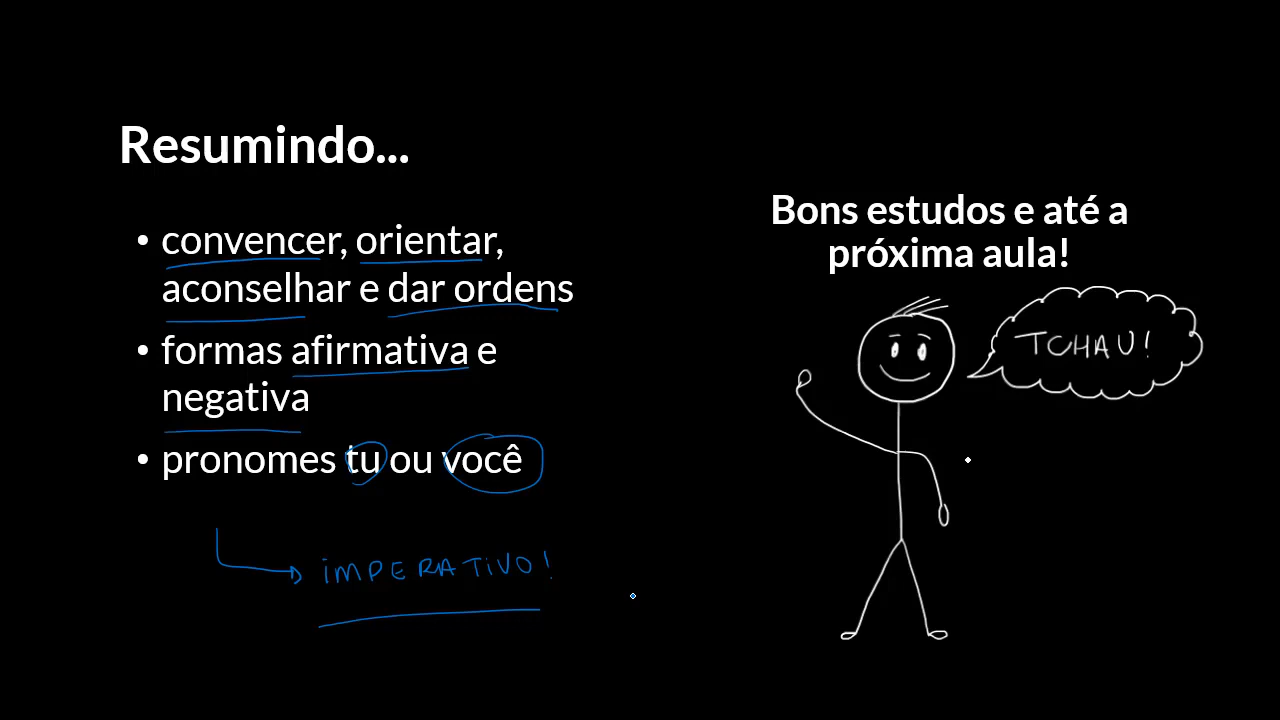 Resumindo...
• convencer, orientar,
aconselhar e dar ordens
• formas afirmativa e
negativa
• pronomes tu ou você
iMPERATiVO!
Bons estudos e até a
próxima aula!
TCHAU!